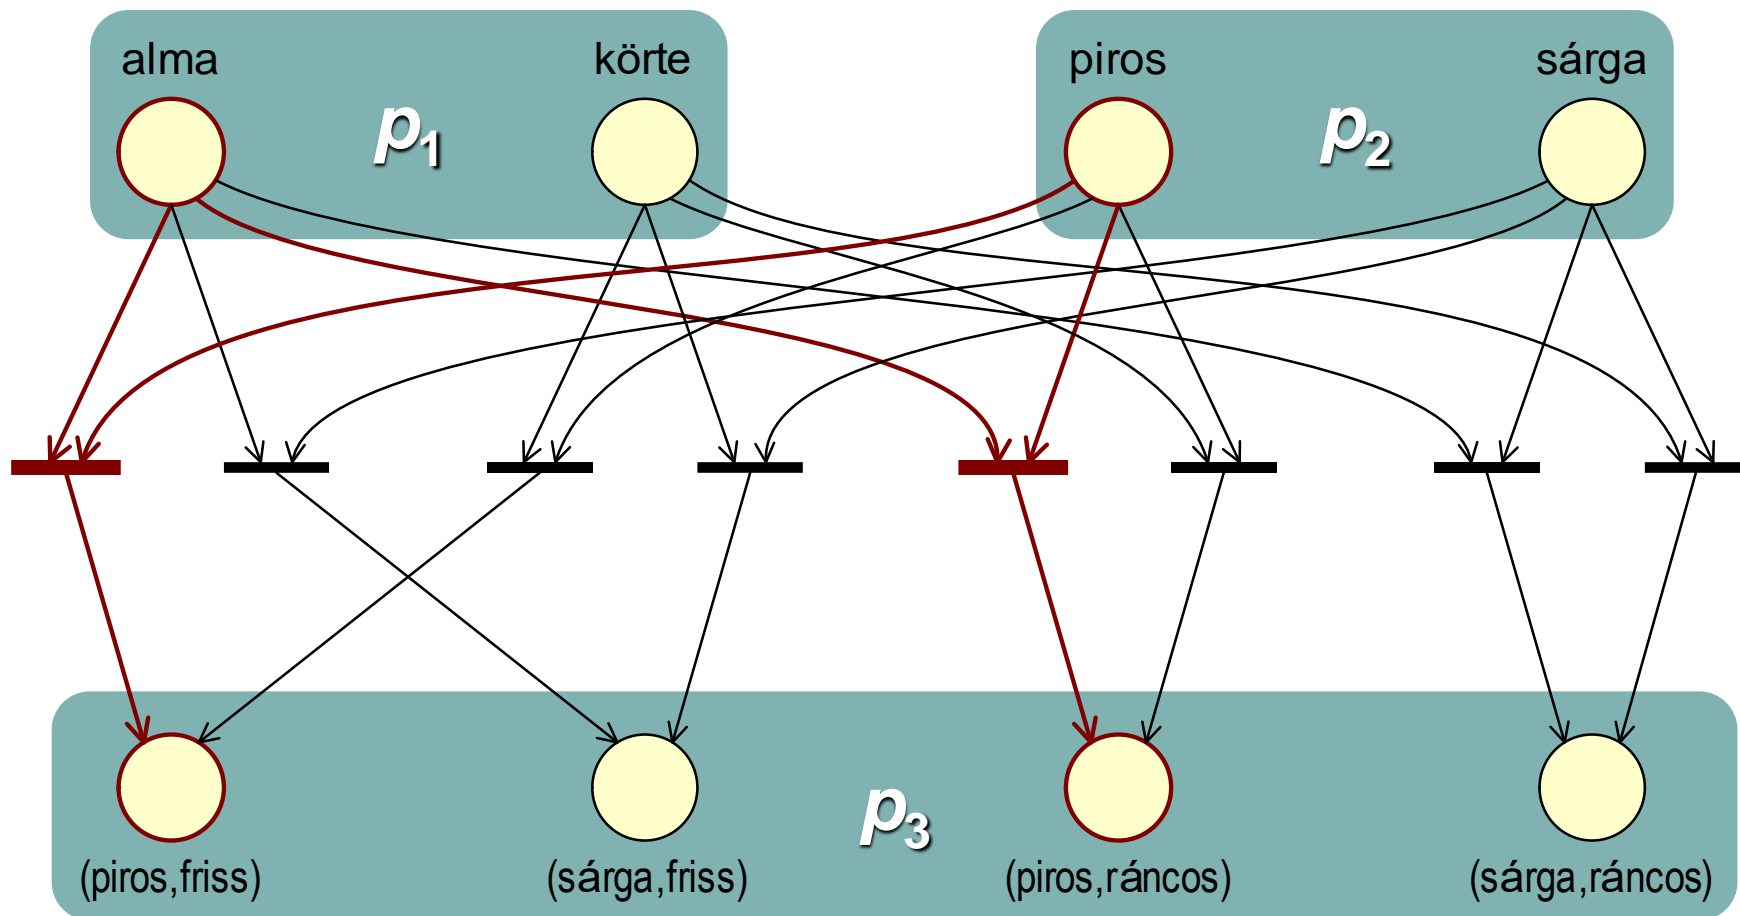 alma körte piros sárga
p1 p2
p3
(piros,friss) (sárga,friss) (piros,ráncos) (sárga,ráncos)